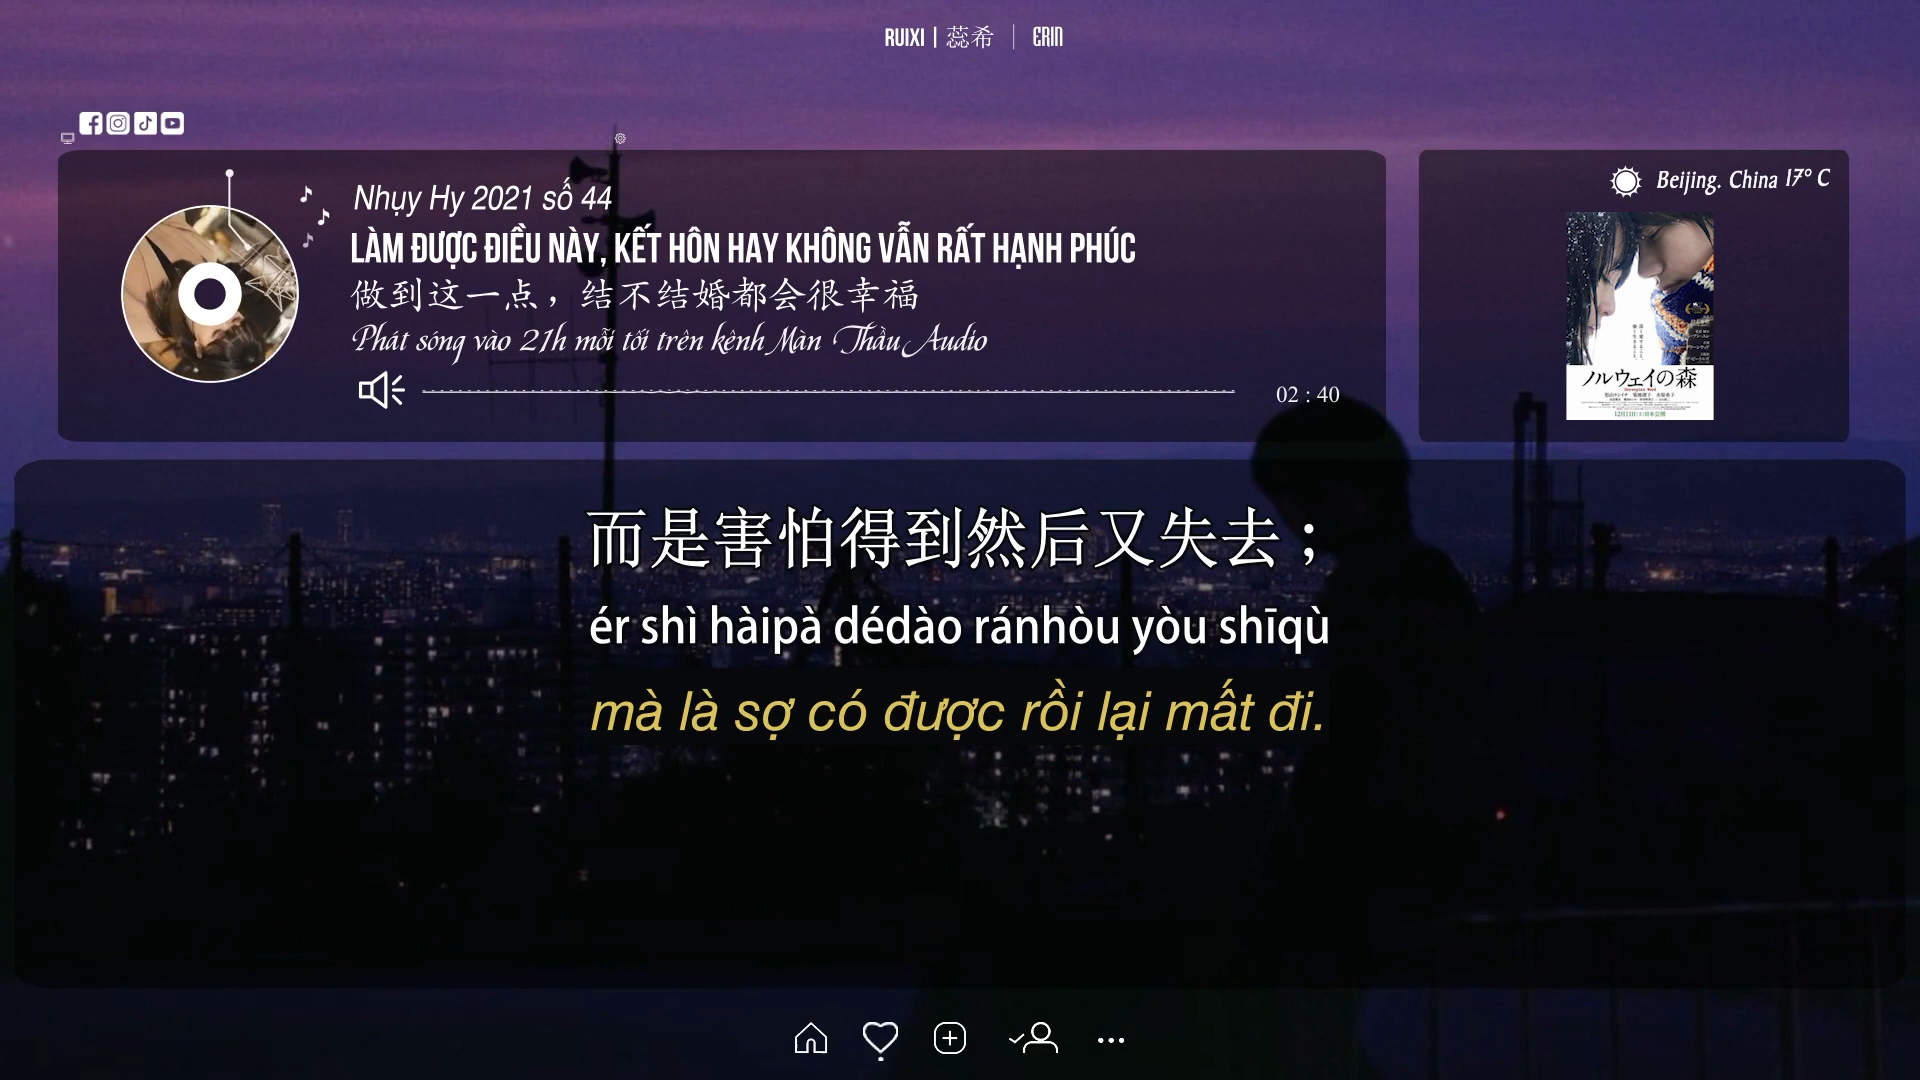 RUIXI | 蕊希 | ERIN
Nhụy Hy 2021 số 44
LÀM ĐƯỢC ĐIỀU NÀY, KẾT HÔN HAY KHÔNG VẪN RẤT HẠNH PHÚC
做到这一点，结不结婚都会很幸福
Phát sóng vào 21h mỗi tối trên kênh Màn Thầu Audio
02 : 40
Beijing. China 17° C
ノルウェイの森
而是害怕得到然后又失去；
ér shì hàipà dédào ránhòu yòu shīqù
mà là sợ có được rồi lại mất đi.